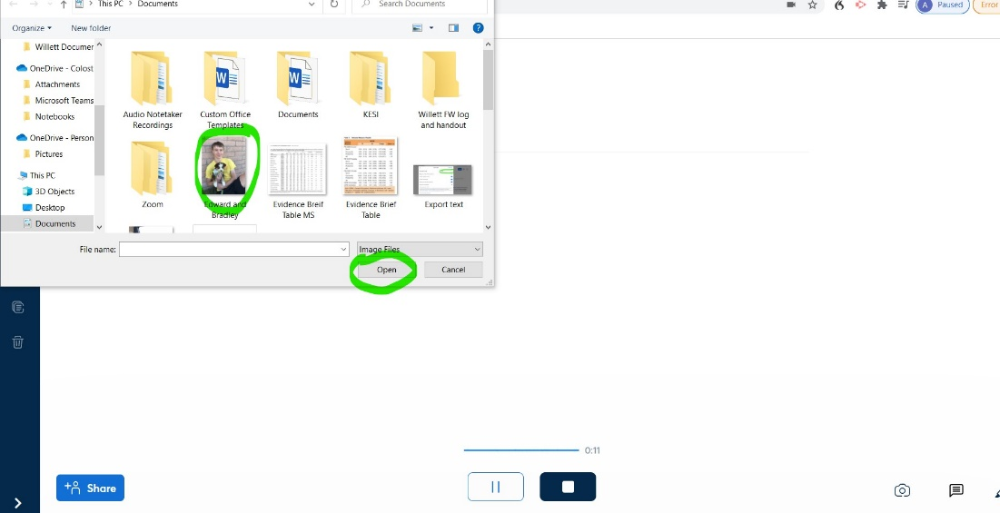 This PC > Documents
Search Documents
A Paused
Error
Organize
New folder
?
Willett Documer
OneDrive - Colost
Attachments
Microsoft Teams
Notebooks
OneDrive - Person
Pictures
This PC
3D Objects
Desktop
Documents
Audio Notetaker
Recordings
Custom Office
Templates
Documents
KESI
Willett FW log
and handout
Zoom
Edward and
Bradley
Evidence Breif
Table MS
Evidence Brief
Table
Export text
File name:
Image Files
Open
Cancel
0:11
Share